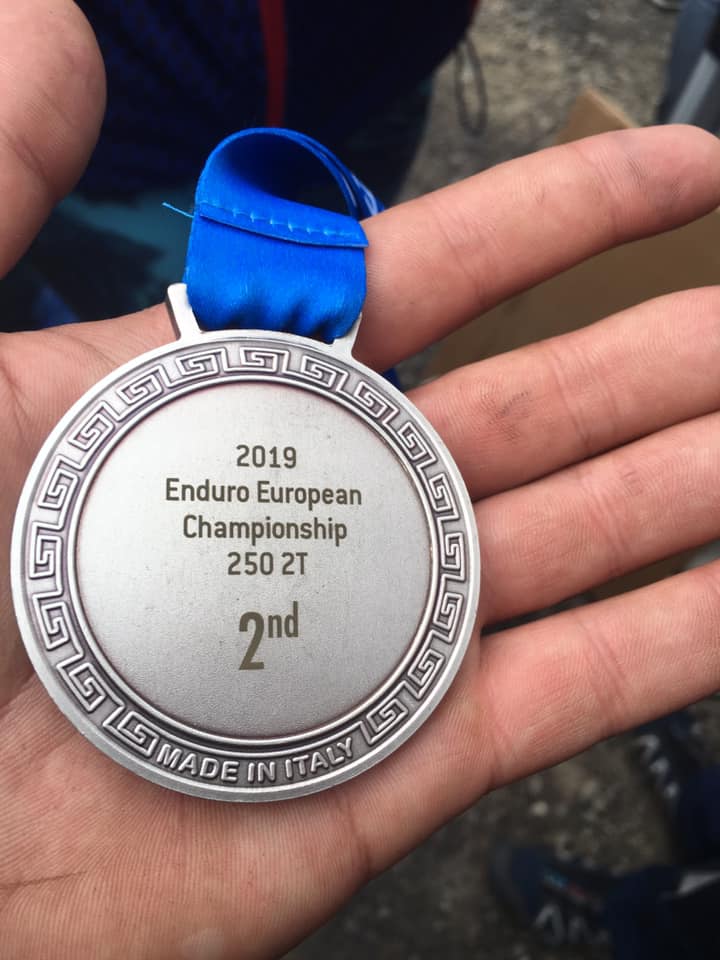 2019
Enduro European
Championship
250 2T
2nd
MADE IN ITALY